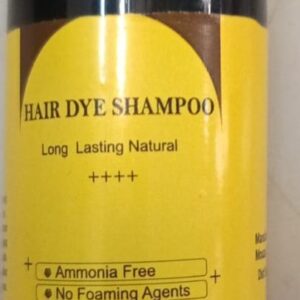 HAIR DYE SHAMPOO
Long Lasting Natural
++++
Ammonia Free
No Foaming Agents